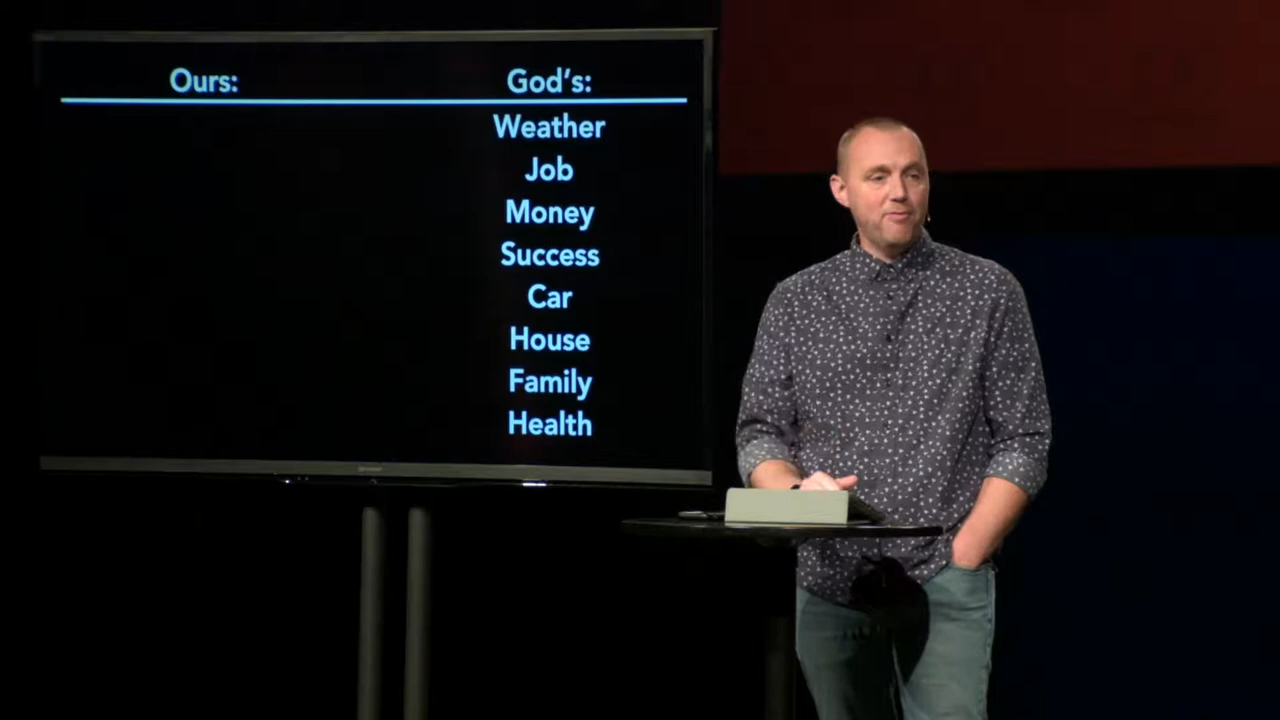 Ours: God's:
Weather
Job
Money
Success
Car
House
Family
Health